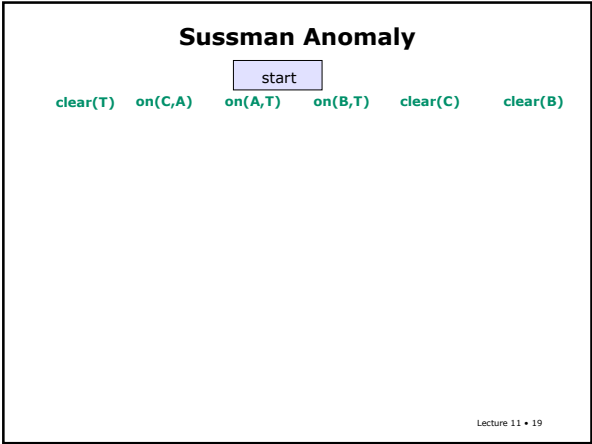 Sussman Anomaly
start
clear(T) on(C,A) on(A,T) on(B,T) clear(C) clear(B)
Lecture 11 • 19